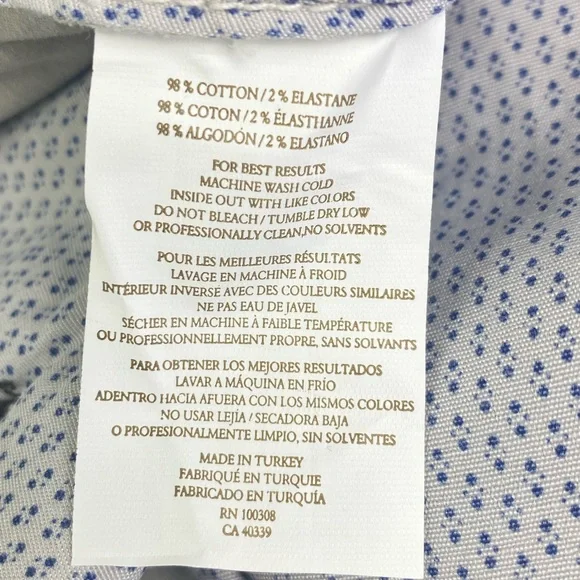 98 % COTTON / 2 % ELASTANE
98 % COTON / 2 % ÉLASTHANNE
98 % ALGODÓN / 2 % ELASTANO
FOR BEST RESULTS
MACHINE WASH COLD
INSIDE OUT WITH LIKE COLORS
DO NOT BLEACH / TUMBLE DRY LOW
OR PROFESSIONALLY CLEAN,NO SOLVENTS
POUR LES MEILLEURES RÉSULTATS
LAVAGE EN MACHINE À FROID
INTÉRIEUR INVERSÉ AVEC DES COULEURS SIMILAIRES
NE PAS EAU DE JAVEL
SÉCHER EN MACHINE À FAIBLE TEMPÉRATURE
OU PROFESSIONNELLEMENT PROPRE, SANS SOLVANTS
PARA OBTENER LOS MEJORES RESULTADOS
LAVAR A MÁQUINA EN FRÍO
ADENTRO HACIA AFUERA CON LOS MISMOS COLORES
NO USAR LEJÍA / SECADORA BAJA
O PROFESIONALMENTE LIMPIO, SIN SOLVENTES
MADE IN TURKEY
FABRIQUÉ EN TURQUIE
FABRICADO EN TURQUÍA
RN 100308
CA 40339